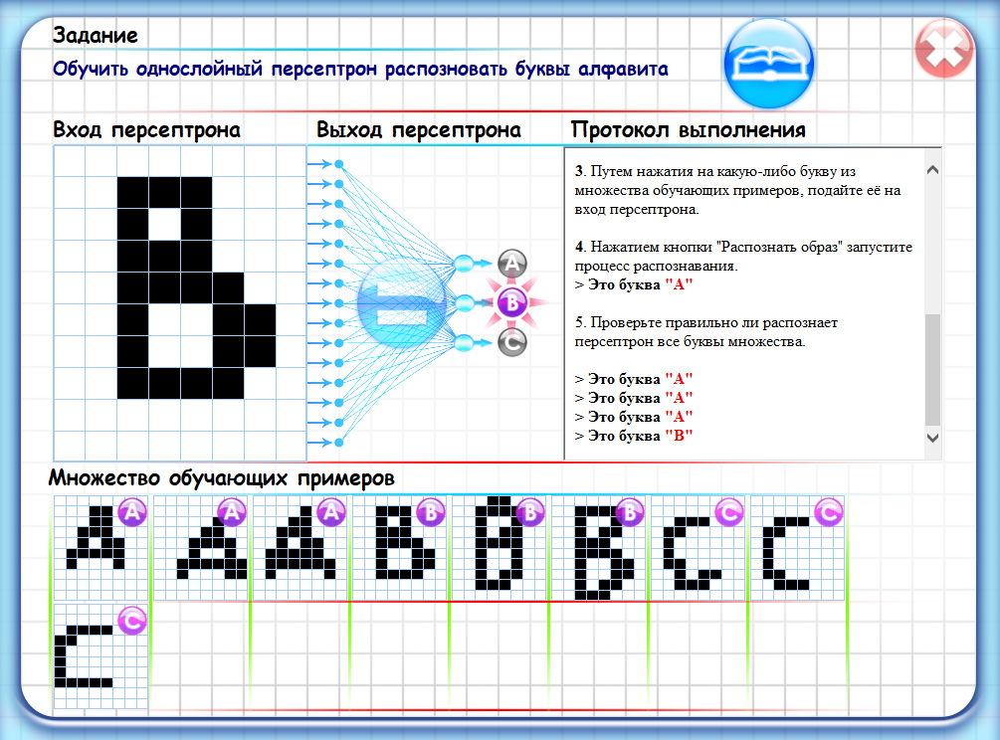 Задание
Обучить однослойный персептрон распозновать буквы алфавита
Вход персептрона
Выход персептрона
Протокол выполнения
A
B
C
3. Путем нажатия на какую-либо букву из
множества обучающих примеров, подайте её на
вход персептрона.
4. Нажатием кнопки "Распознать образ" запустите
процесс распознавания.
> Это буква "A"
5. Проверьте правильно ли распознает
персептрон все буквы множества.
> Это буква "A"
> Это буква "A"
> Это буква "A"
> Это буква "B"
Множество обучающих примеров
A A A B B B C C
C